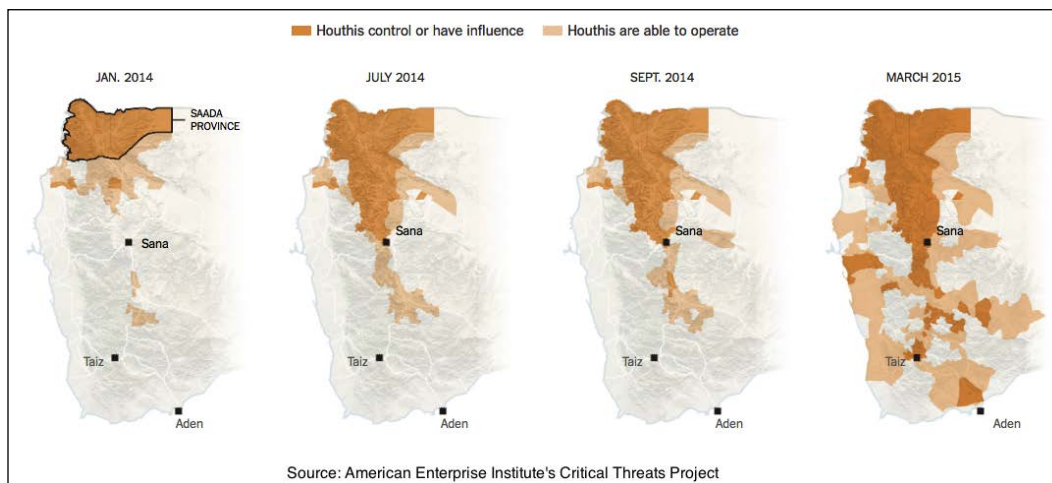 Houthis control or have influence
Houthis are able to operate
JAN. 2014
SAADA
PROVINCE
Sana
Taiz
Aden
JULY 2014
Sana
Taiz
Aden
SEPT. 2014
Sana
Taiz
Aden
MARCH 2015
Sana
Taiz
Aden
Source: American Enterprise Institute's Critical Threats Project